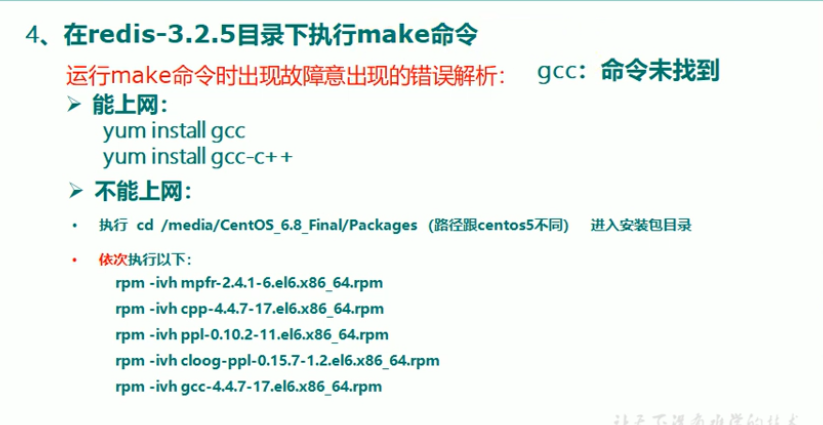 4、在redis-3.2.5目录下执行make命令
运行make命令时出现故障意出现的错误解析： gcc：命令未找到
➢ 能上网：
yum install gcc
yum install gcc-c++
➢ 不能上网：
• 执行 cd /media/CentOS_6.8_Final/Packages（路径跟centos5不同） 进入安装包目录
• 依次执行以下：
rpm -ivh mpfr-2.4.1-6.el6.x86_64.rpm
rpm -ivh cpp-4.4.7-17.el6.x86_64.rpm
rpm -ivh ppl-0.10.2-11.el6.x86_64.rpm
rpm -ivh cloog-ppl-0.15.7-1.2.el6.x86_64.rpm
rpm -ivh gcc-4.4.7-17.el6.x86_64.rpm